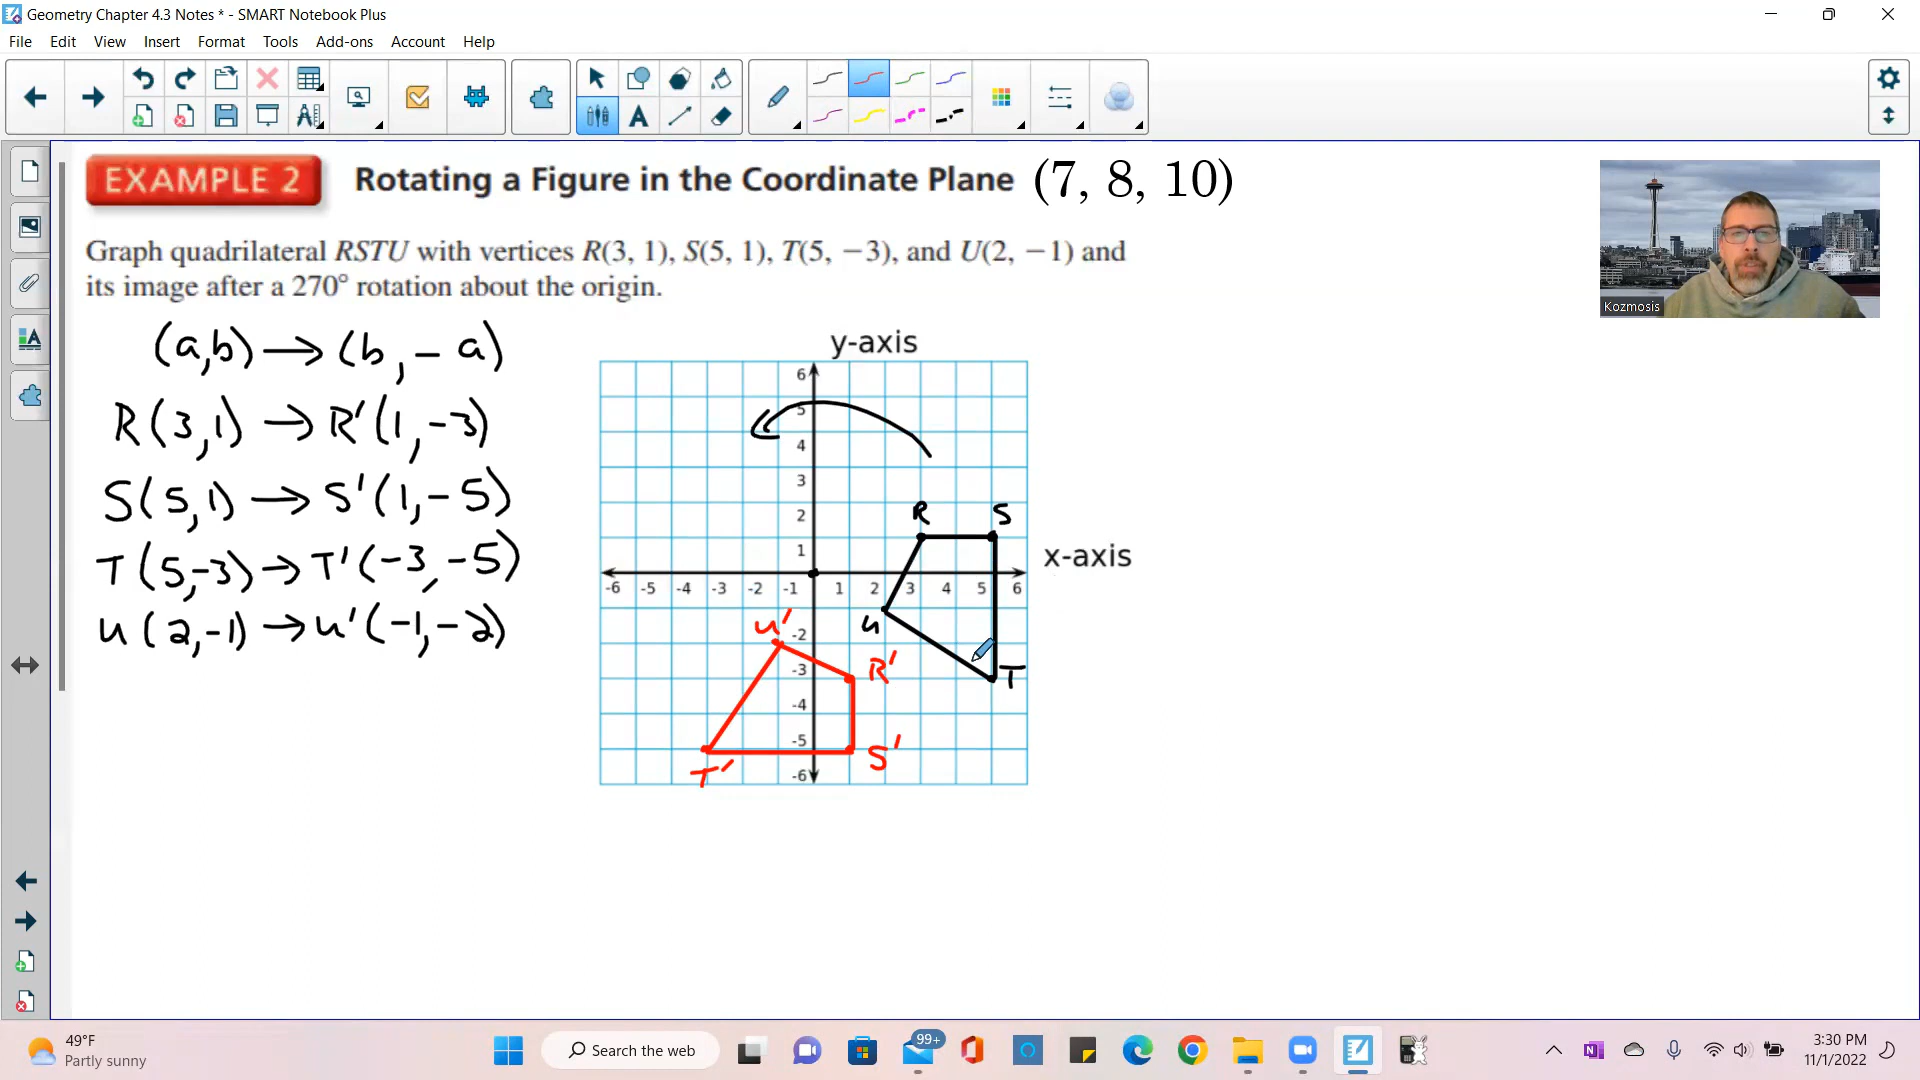 Geometry Chapter 4.3 Notes * - SMART Notebook Plus
File Edit View Insert Format Tools Add-ons Account Help
EXAMPLE 2 Rotating a Figure in the Coordinate Plane (7, 8, 10)
Kozmosis
Graph quadrilateral RSTU with vertices R(3, 1), S(5, 1), T(5, −3), and U(2, −1) and
its image after a 270° rotation about the origin.
(a,b) → (b, - a)
R(3,1) → R'(1,-3)
S(5,1) → S'(1,-5)
T(5,-3) → T'(-3,-5)
U(2,-1) → U'(-1,-2)
y-axis
6
5
4
3
2
1
R S
x-axis
-6 -5 -4 -3 -2 -1 1 2 3 4 5 6
U' U
-2
-3 R' T
-4
-5 S'
T' -6
49°F
Partly sunny
Search the web
99+
3:30 PM
11/1/2022